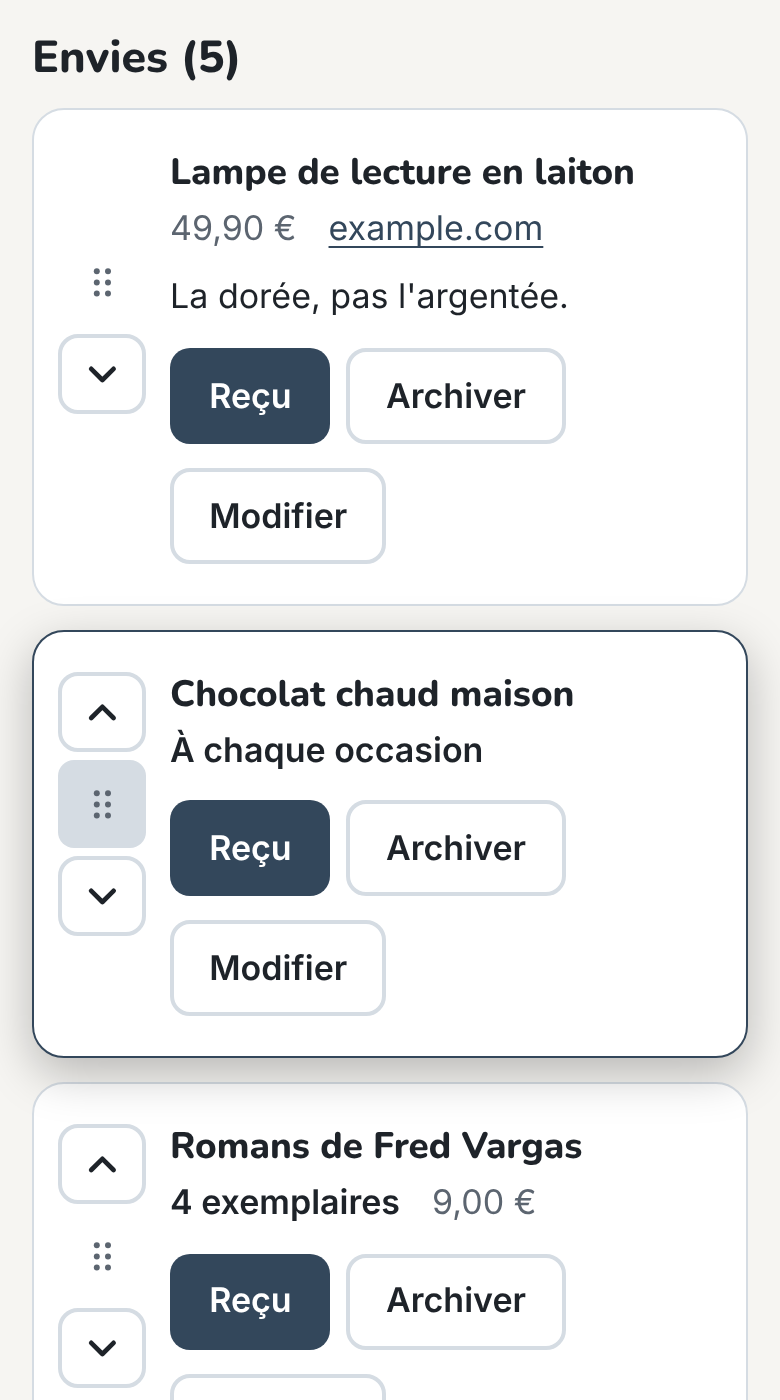 Envies (5)
Lampe de lecture en laiton
49,90 € example.com
La dorée, pas l'argentée.
Reçu Archiver
Modifier
Chocolat chaud maison
À chaque occasion
Reçu Archiver
Modifier
Romans de Fred Vargas
4 exemplaires 9,00 €
Reçu Archiver